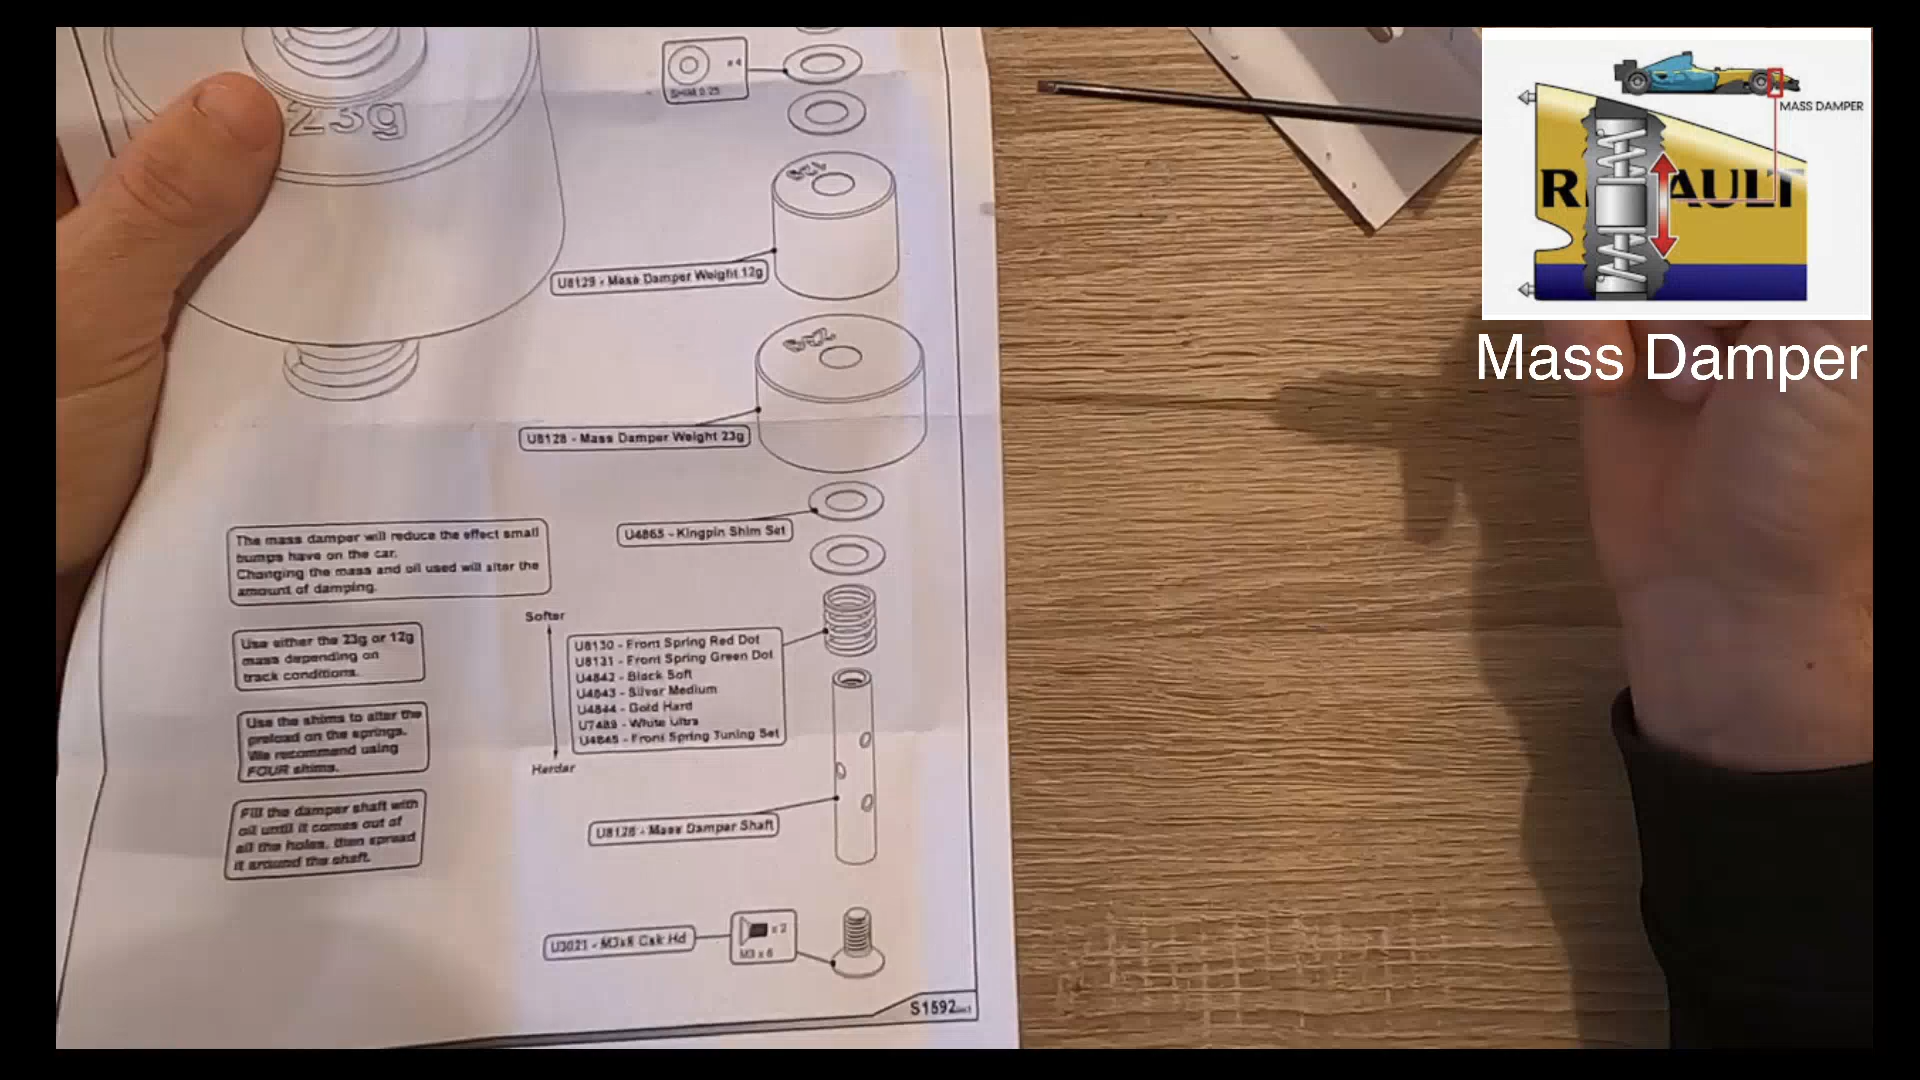 23g
x 4
SHIM 0.25
12g
U8129 - Mass Damper Weight 12g
23g
U8128 - Mass Damper Weight 23g
U4865 - Kingpin Shim Set
The mass damper will reduce the effect small
bumps have on the car.
Changing the mass and oil used will alter the
amount of damping.
Use either the 23g or 12g
mass depending on
track conditions.
Use the shims to alter the
preload on the springs.
We recommend using
FOUR shims.
Fill the damper shaft with
oil until it comes out of
all the holes, then spread
it around the shaft.
Softer
Harder
U8130 - Front Spring Red Dot
U8131 - Front Spring Green Dot
U4842 - Black Soft
U4843 - Silver Medium
U4844 - Gold Hard
U7489 - White Ultra
U4845 - Front Spring Tuning Set
U8126 - Mass Damper Shaft
U3021 - M3x6 Csk Hd
x 2
M3 x 6
S1592
MASS DAMPER
R AULT
Mass Damper